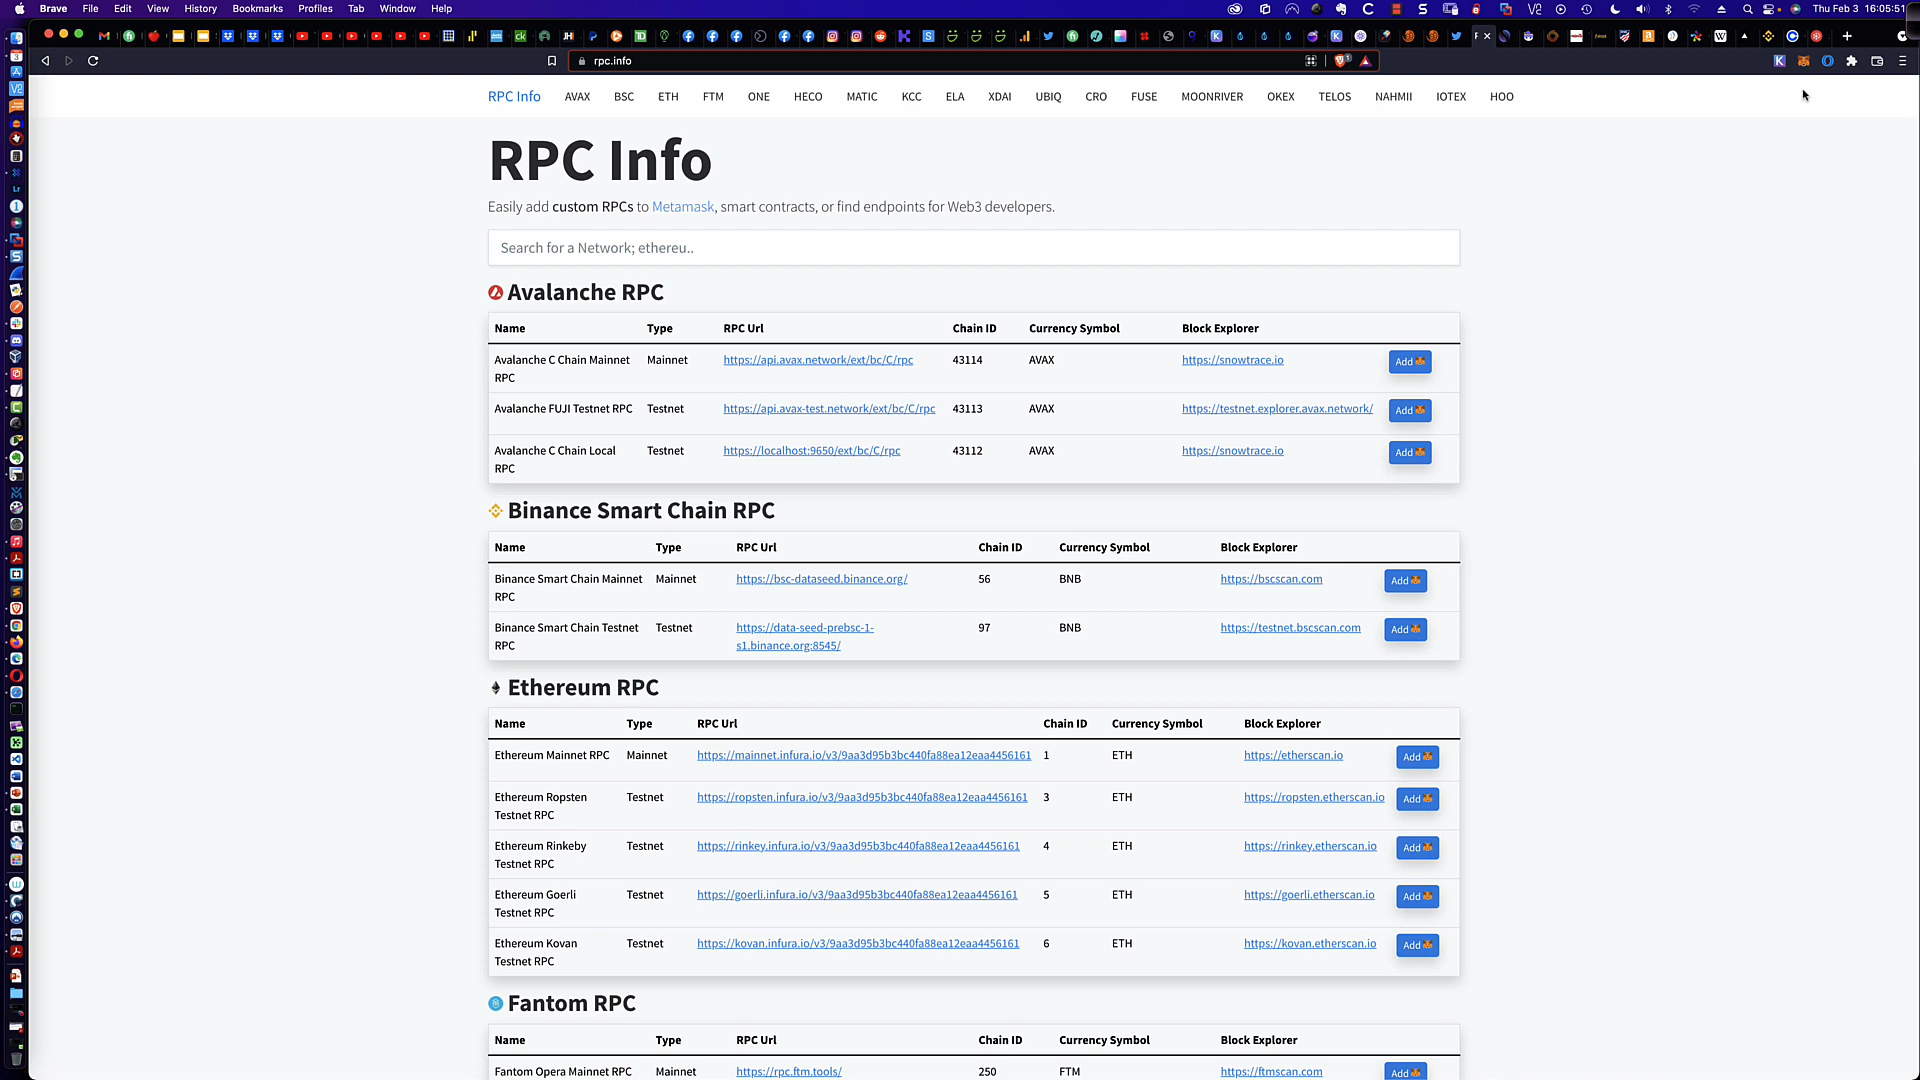 Brave File Edit View History Bookmarks Profiles Tab Window Help Thu Feb 3 16:05:51
rpc.info
RPC Info AVAX BSC ETH FTM ONE HECO MATIC KCC ELA XDAI UBIQ CRO FUSE MOONRIVER OKEX TELOS NAHMII IOTEX HOO
RPC Info
Easily add custom RPCs to Metamask, smart contracts, or find endpoints for Web3 developers.
Search for a Network; ethereu..
Avalanche RPC
Name Type RPC Url Chain ID Currency Symbol Block Explorer
Avalanche C Chain Mainnet Mainnet https://api.avax.network/ext/bc/C/rpc 43114 AVAX https://snowtrace.io Add
RPC
Avalanche FUJI Testnet RPC Testnet https://api.avax-test.network/ext/bc/C/rpc 43113 AVAX https://testnet.explorer.avax.network/ Add
Avalanche C Chain Local Testnet https://localhost:9650/ext/bc/C/rpc 43112 AVAX https://snowtrace.io Add
RPC
Binance Smart Chain RPC
Name Type RPC Url Chain ID Currency Symbol Block Explorer
Binance Smart Chain Mainnet Mainnet https://bsc-dataseed.binance.org/ 56 BNB https://bscscan.com Add
RPC
Binance Smart Chain Testnet Testnet https://data-seed-prebsc-1- 97 BNB https://testnet.bscscan.com Add
RPC s1.binance.org:8545/
Ethereum RPC
Name Type RPC Url Chain ID Currency Symbol Block Explorer
Ethereum Mainnet RPC Mainnet https://mainnet.infura.io/v3/9aa3d95b3bc440fa88ea12eaa4456161 1 ETH https://etherscan.io Add
Ethereum Ropsten Testnet https://ropsten.infura.io/v3/9aa3d95b3bc440fa88ea12eaa4456161 3 ETH https://ropsten.etherscan.io Add
Testnet RPC
Ethereum Rinkeby Testnet https://rinkey.infura.io/v3/9aa3d95b3bc440fa88ea12eaa4456161 4 ETH https://rinkey.etherscan.io Add
Testnet RPC
Ethereum Goerli Testnet https://goerli.infura.io/v3/9aa3d95b3bc440fa88ea12eaa4456161 5 ETH https://goerli.etherscan.io Add
Testnet RPC
Ethereum Kovan Testnet https://kovan.infura.io/v3/9aa3d95b3bc440fa88ea12eaa4456161 6 ETH https://kovan.etherscan.io Add
Testnet RPC
Fantom RPC
Name Type RPC Url Chain ID Currency Symbol Block Explorer
Fantom Opera Mainnet RPC Mainnet https://rpc.ftm.tools/ 250 FTM https://ftmscan.com Add